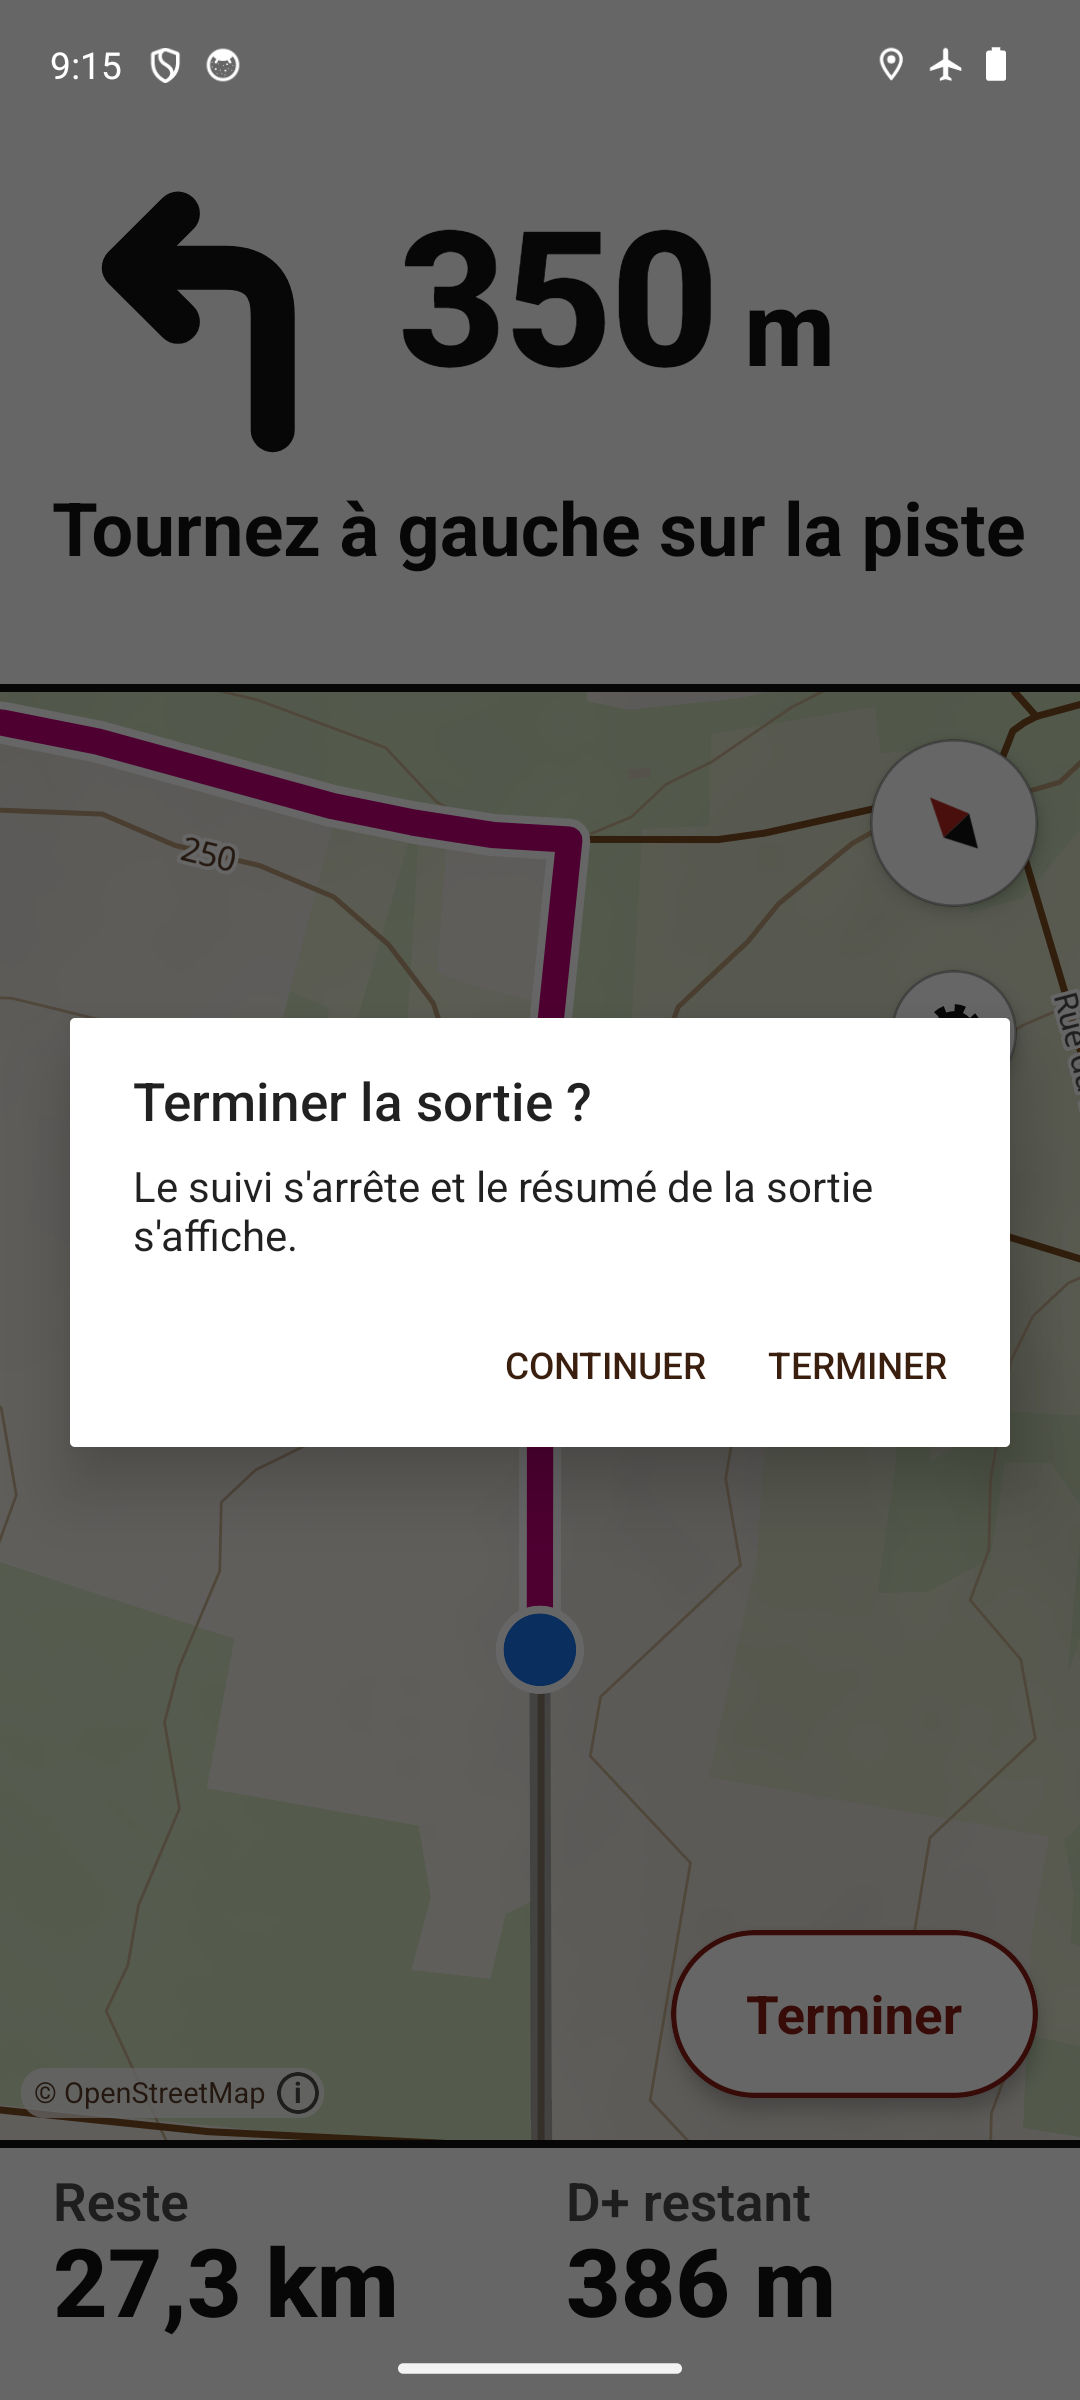 9:15
350 m
Tournez à gauche sur la piste
250
Terminer la sortie ?
Le suivi s'arrête et le résumé de la sortie
s'affiche.
CONTINUER TERMINER
Terminer
© OpenStreetMap
Reste D+ restant
27,3 km 386 m